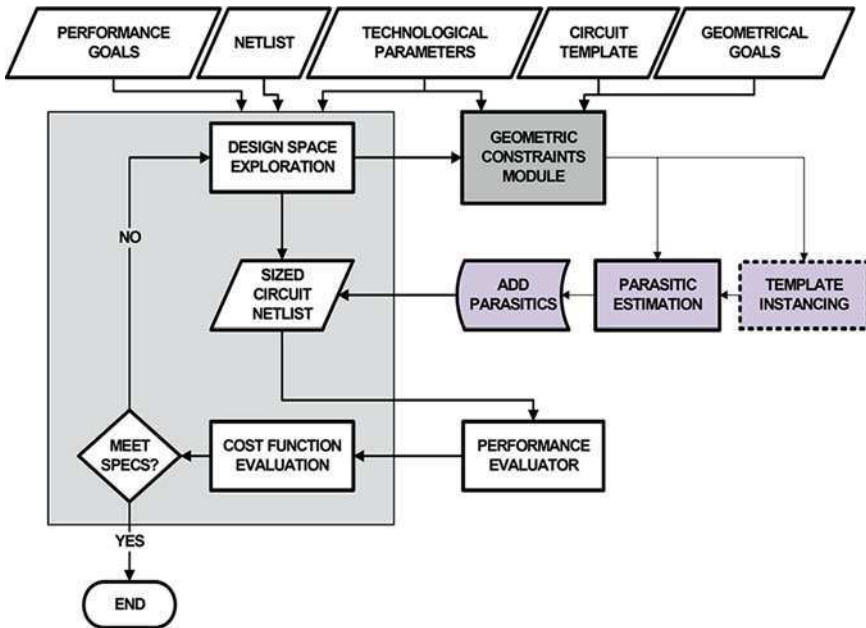 PERFORMANCE
GOALS
NETLIST
TECHNOLOGICAL
PARAMETERS
CIRCUIT
TEMPLATE
GEOMETRICAL
GOALS
DESIGN SPACE
EXPLORATION
GEOMETRIC
CONSTRAINTS
MODULE
NO
SIZED
CIRCUIT
NETLIST
ADD
PARASITICS
PARASITIC
ESTIMATION
TEMPLATE
INSTANCING
MEET
SPECS?
COST FUNCTION
EVALUATION
PERFORMANCE
EVALUATOR
YES
END